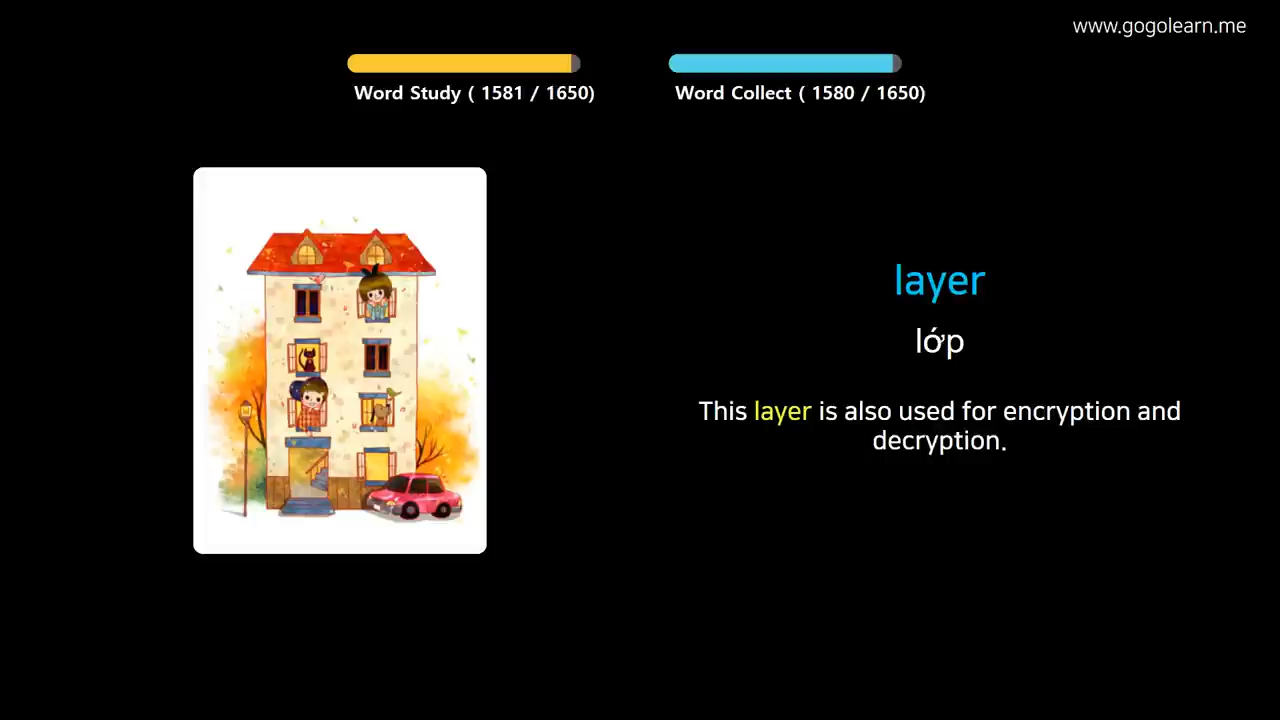 www.gogolearn.me
Word Study ( 1581 / 1650)
Word Collect ( 1580 / 1650)
layer
lớp
This layer is also used for encryption and
decryption.